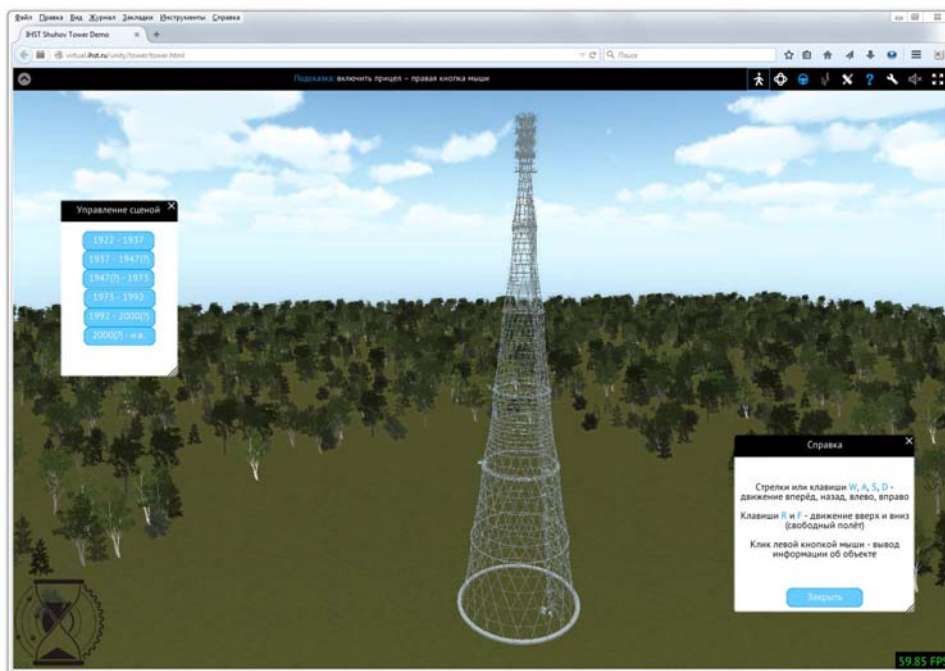 Файл Правка Вид Журнал Закладки Инструменты Справка
IHST Shuhov Tower Demo
virtual.ihst.ru/unity/tower/tower.html
Поиск
Подсказка: включить прицел – правая кнопка мыши
Управление сценой
1922 - 1937
1937 - 1947(?)
1947(?) - 1973
1973 - 1992
1992 - 2000(?)
2000(?) - н.в.
Справка
Стрелки или клавиши W, A, S, D -
движение вперёд, назад, влево, вправо
Клавиши R и F - движение вверх и вниз
(свободный полёт)
Клик левой кнопкой мыши - вывод
информации об объекте
Закрыть
59.85 FPS